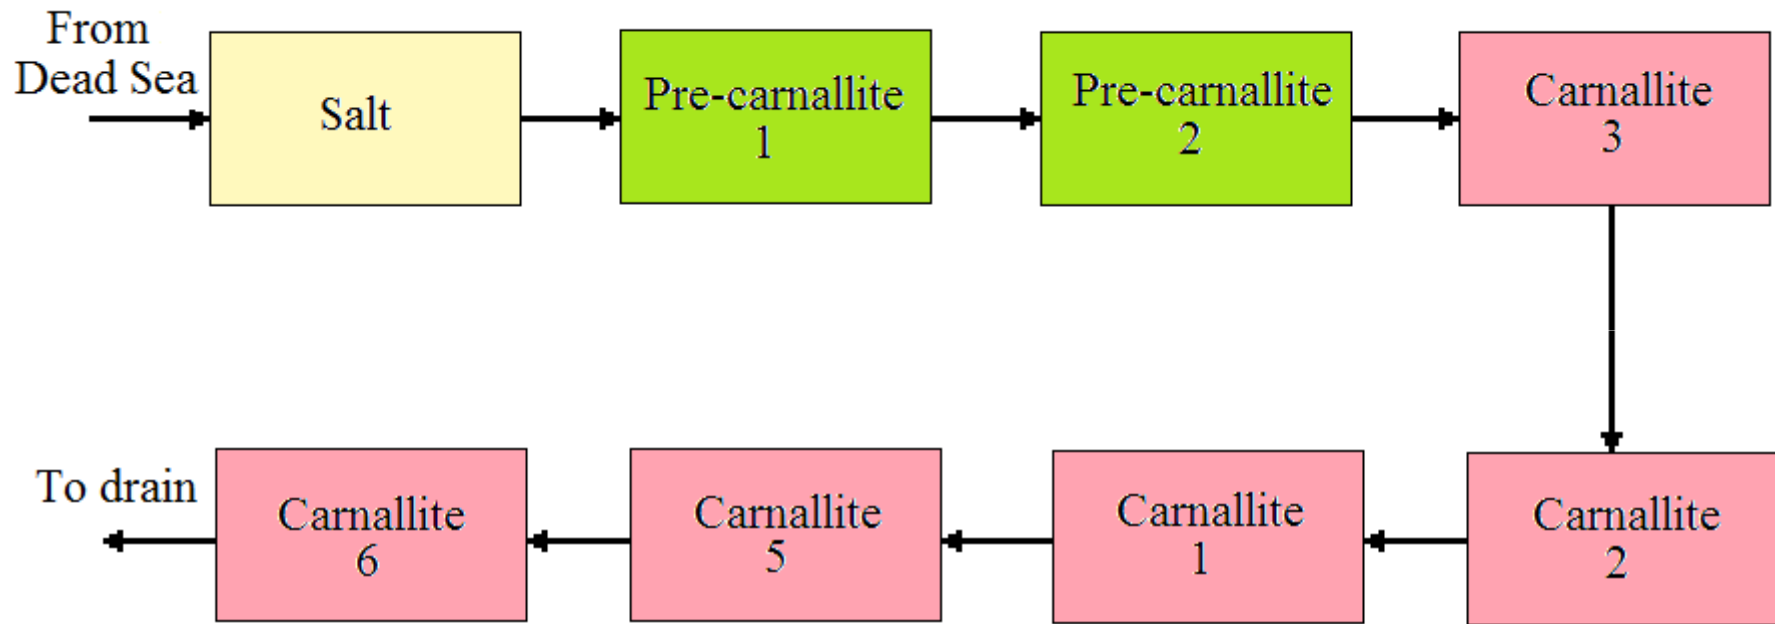 From
Dead Sea
Salt
Pre-carnallite
1
Pre-carnallite
2
Carnallite
3
To drain
Carnallite
6
Carnallite
5
Carnallite
1
Carnallite
2